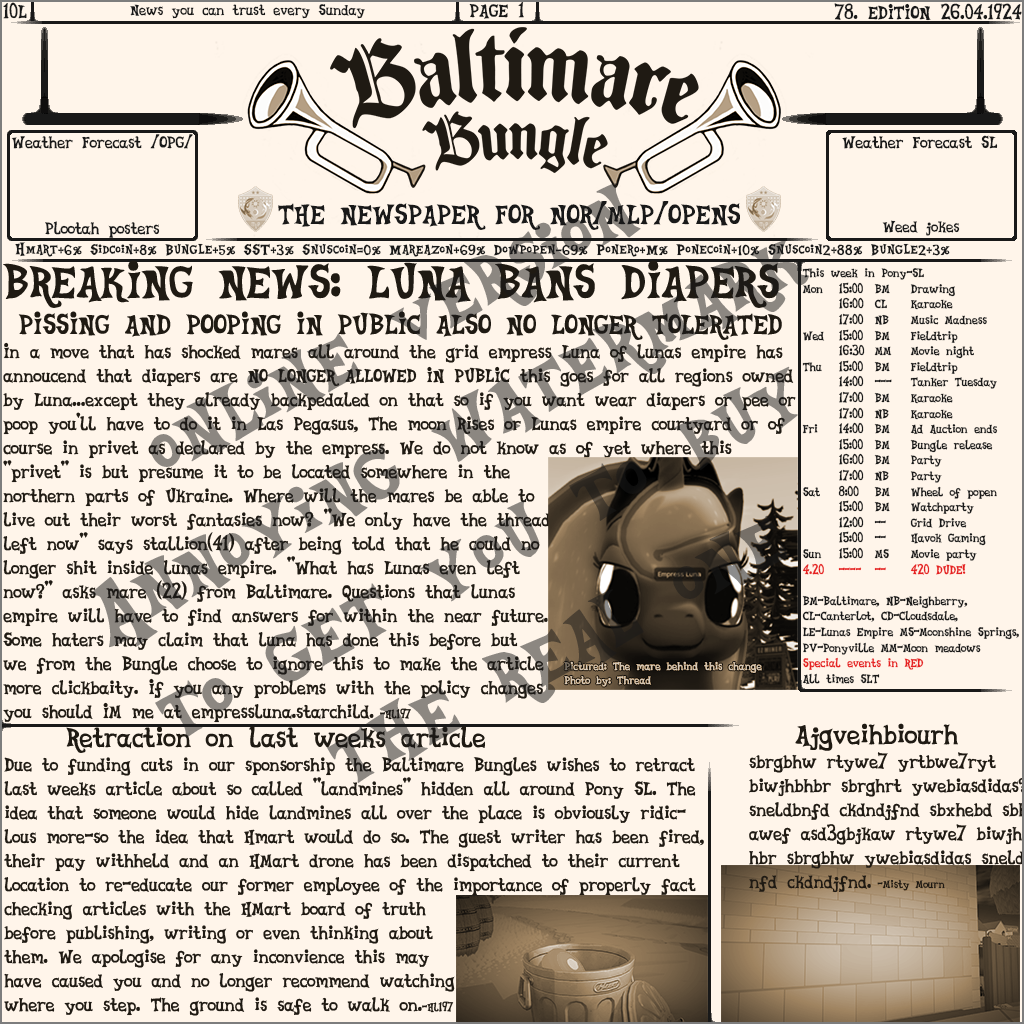 10L
News you can trust every Sunday
PAGE 1
78. EDITION 26.04.1924
Baltimare
Bungle
Weather Forecast /OPG/
Plootah posters
Weather Forecast SL
Weed jokes
THE NEWSPAPER FOR NOR/MLP/OPENS
HMART+6% SIDCOIN+8% BUNGLE+5% SST+3% SNUSCOIN=0% MAREAZON+69% DOWPOPEN-69% PONERO+M% PONECOIN+10% SNUSCOIN2+88% BUNGLE2+3%
BREAKING NEWS: LUNA BANS DIAPERS
PISSING AND POOPING IN PUBLIC ALSO NO LONGER TOLERATED
In a move that has shocked mares all around the grid empress Luna of lunas empire has
annoucend that diapers are NO LONGER ALLOWED IN PUBLIC this goes for all regions owned
by Luna...except they already backpedaled on that so if you want wear diapers or pee or
poop you'll have to do it in Las Pegasus, The moon Rises or Lunas empire courtyard or of
course in privet as declared by the empress. We do not know as of yet where this
"privet" is but presume it to be located somewhere in the
northern parts of Ukraine. Where will the mares be able to
live out their worst fantasies now? "We only have the thread
left now" says stallion(41) after being told that he could no
longer shit inside Lunas empire. "What has Lunas even left
now?" asks mare (22) from Baltimare. Questions that Lunas
empire will have to find answers for within the near future.
Some haters may claim that luna has done this before but
we from the Bungle choose to ignore this to make the article
more clickbaity. If you any problems with the policy changes
you should IM me at empressluna.starchild. -HL197
Empress Luna
Pictured: The mare behind this change
Photo by: Thread
This week in Pony-SL
Mon 15:00 BM Drawing
16:00 CL Karaoke
17:00 NB Music Madness
Wed 15:00 BM Fieldtrip
16:30 MM Movie night
Thu 15:00 BM Fieldtrip
14:00 ---- Tanker Tuesday
17:00 BM Karaoke
17:00 NB Karaoke
Fri 14:00 BM Ad Auction ends
15:00 BM Bungle release
16:00 BM Party
17:00 NB Party
Sat 8:00 BM Wheel of popen
15:00 BM Watchparty
12:00 --- Grid Drive
15:00 --- Havok Gaming
Sun 15:00 MS Movie party
4.20 ----- --- 420 DUDE!
BM-Baltimare, NB-Neighberry,
CL-Canterlot, CD-Cloudsdale,
LE-Lunas Empire MS-Moonshine Springs,
PV-Ponyville MM-Moon meadows
Special events in RED
All times SLT
ONLINE VERSION
ANNOYING WATERMARK
TO GET YOU TO BUY
THE REAL ONE
Retraction on last weeks article
Due to funding cuts in our sponsorship the Baltimare Bungles wishes to retract
last weeks article about so called "landmines" hidden all around Pony SL. The
idea that someone would hide landmines all over the place is obviously ridic-
lous more-so the idea that Hmart would do so. The guest writer has been fired,
their pay withheld and an HMart drone has been dispatched to their current
location to re-educate our former employee of the importance of properly fact
checking articles with the HMart board of truth
before publishing, writing or even thinking about
them. We apologise for any inconvience this may
have caused you and no longer recommend watching
where you step. The ground is safe to walk on.-HL197
Ajgveihbiourh
sbrgbhw rtywe7 yrtbwe7ryt
biwjhbhbr sbrghrt ywebiasdidas9
sneldbnfd ckdndjfnd sbxhebd sb
awef asd3gbjkaw rtywe7 biwjh
hbr sbrgbhw ywebiasdidas sneld
nfd ckdndjfnd. -Misty Mourn